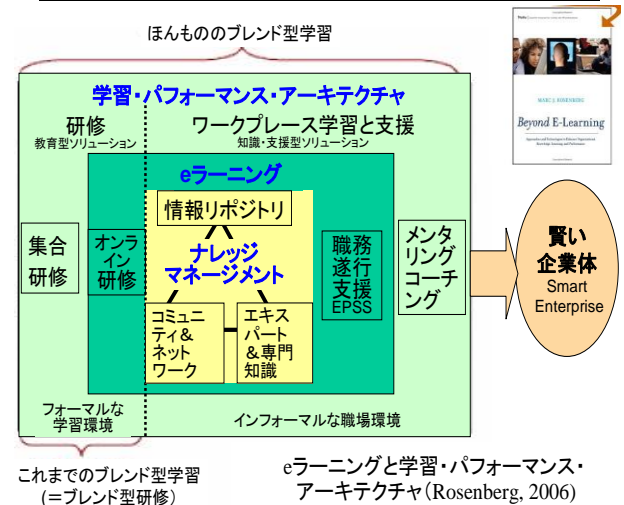 ほんもののブレンド型学習
学習・パフォーマンス・アーキテクチャ
研修
教育型ソリューション
ワークプレース学習と支援
知識・支援型ソリューション
eラーニング
情報リポジトリ
ナレッジ
マネージメント
コミュニ
ティ&
ネット
ワーク
エキス
パート
&専門
知識
集合
研修
オンラ
イン
研修
職務
遂行
支援
EPSS
メンタ
リング
コーチ
ング
賢い
企業体
Smart
Enterprise
フォーマルな
学習環境
インフォーマルな職場環境
これまでのブレンド型学習
(=ブレンド型研修)
eラーニングと学習・パフォーマンス・
アーキテクチャ(Rosenberg, 2006)
MARC J. ROSENBERG
Beyond E-Learning